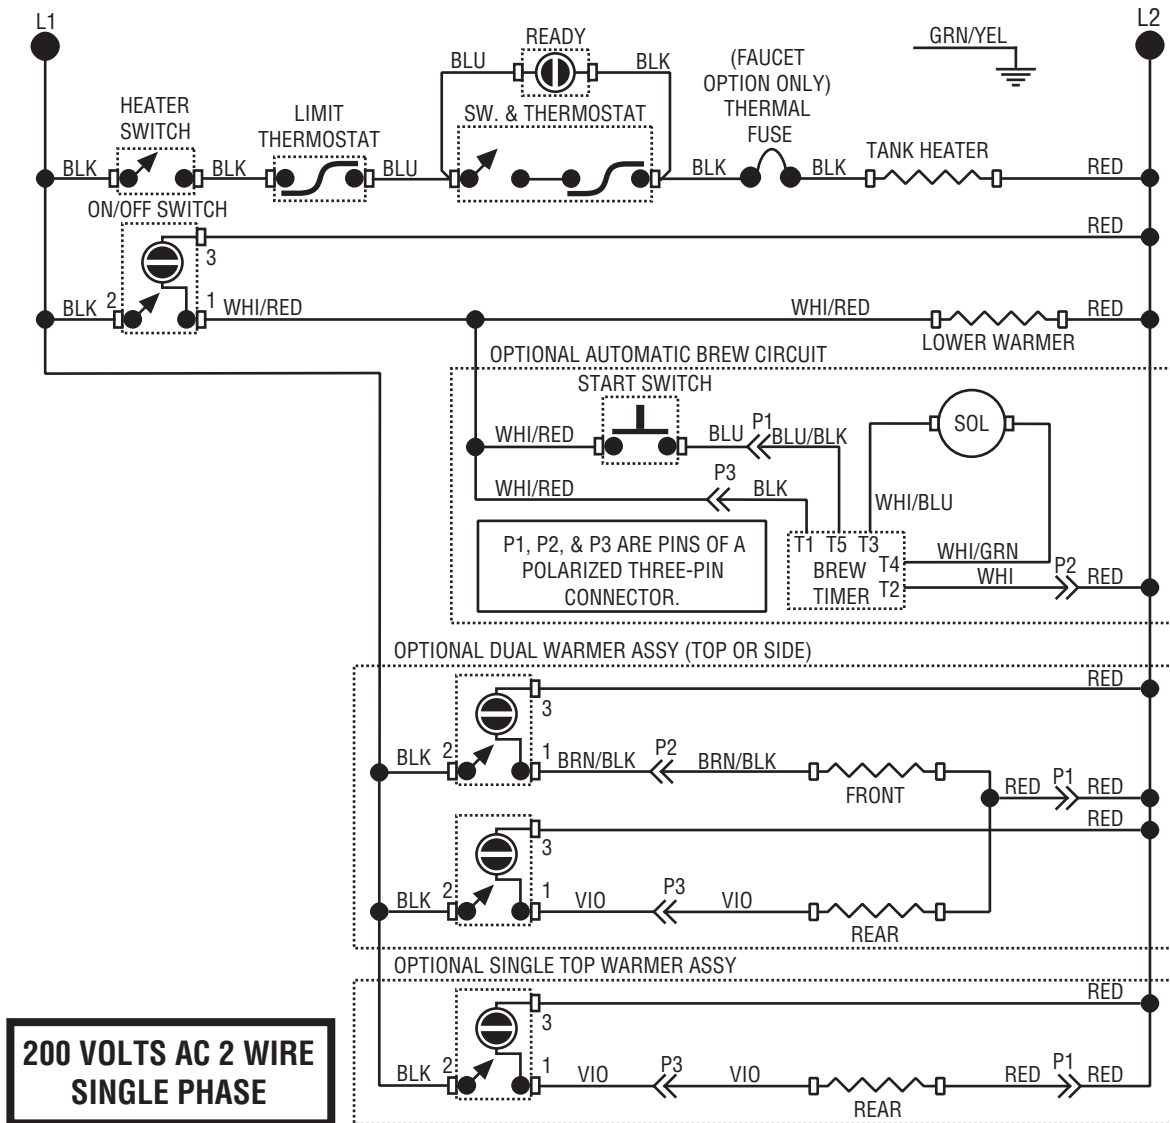 L1
L2
READY
GRN/YEL
BLU
BLK
(FAUCET
OPTION ONLY)
THERMAL
FUSE
HEATER
SWITCH
LIMIT
THERMOSTAT
SW. & THERMOSTAT
TANK HEATER
BLK
BLK
BLU
BLK
BLK
RED
ON/OFF SWITCH
3
RED
BLK
2
1
WHI/RED
WHI/RED
RED
LOWER WARMER
OPTIONAL AUTOMATIC BREW CIRCUIT
START SWITCH
WHI/RED
BLU
P1
BLU/BLK
SOL
WHI/RED
P3
BLK
WHI/BLU
P1, P2, & P3 ARE PINS OF A
POLARIZED THREE-PIN
CONNECTOR.
T1 T5 T3
T4
BREW
TIMER
T2
WHI/GRN
WHI
P2
RED
OPTIONAL DUAL WARMER ASSY (TOP OR SIDE)
RED
3
BLK
2
1
BRN/BLK
P2
BRN/BLK
FRONT
RED
P1
RED
RED
3
BLK
2
1
VIO
P3
VIO
REAR
OPTIONAL SINGLE TOP WARMER ASSY
RED
3
BLK
2
1
VIO
P3
VIO
REAR
RED
P1
RED
200 VOLTS AC 2 WIRE
SINGLE PHASE